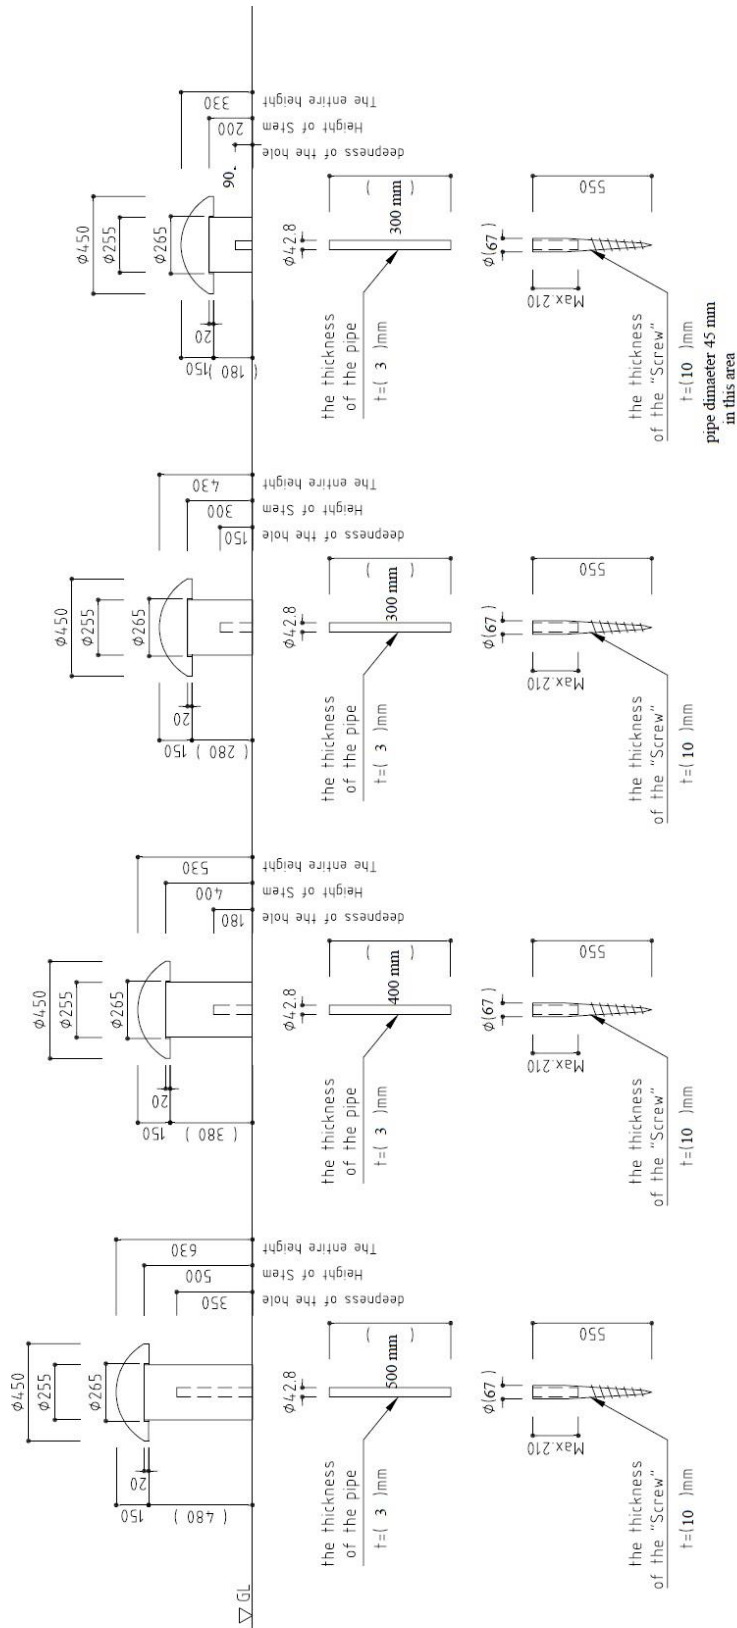 φ450
φ255
φ265
90
330
200
The entire height
Height of Stem
deepness of the hole
20
150
( 180 )
φ42.8
300 mm
( )
the thickness
of the pipe
t=( 3 )mm
φ(67 )
550
Max.210
the thickness
of the "Screw"
t=(10 )mm
pipe dimaeter 45 mm
in this area
φ450
φ255
φ265
430
300
150
The entire height
Height of Stem
deepness of the hole
20
150
( 280 )
φ42.8
300 mm
( )
the thickness
of the pipe
t=( 3 )mm
φ(67 )
550
Max.210
the thickness
of the "Screw"
t=(10 )mm
φ450
φ255
φ265
530
400
180
The entire height
Height of Stem
deepness of the hole
20
150
( 380 )
φ42.8
400 mm
( )
the thickness
of the pipe
t=( 3 )mm
φ(67 )
550
Max.210
the thickness
of the "Screw"
t=(10 )mm
φ450
φ255
φ265
630
500
350
The entire height
Height of Stem
deepness of the hole
20
150
( 480 )
φ42.8
500 mm
( )
the thickness
of the pipe
t=( 3 )mm
φ(67 )
550
Max.210
the thickness
of the "Screw"
t=(10 )mm
GL